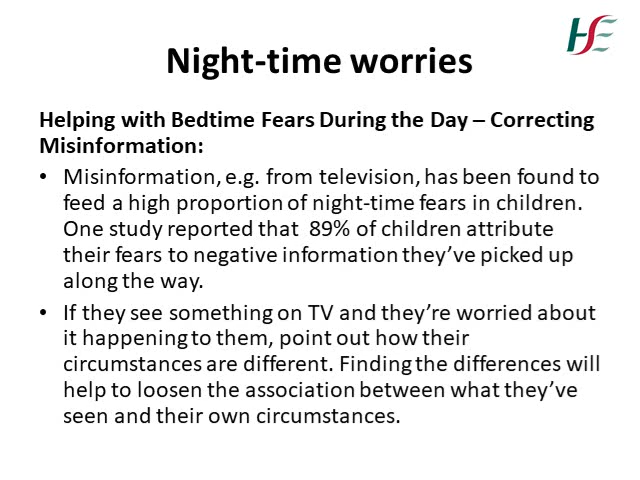 HSE
Night-time worries
Helping with Bedtime Fears During the Day – Correcting
Misinformation:
• Misinformation, e.g. from television, has been found to
feed a high proportion of night-time fears in children.
One study reported that  89% of children attribute
their fears to negative information they’ve picked up
along the way.
• If they see something on TV and they’re worried about
it happening to them, point out how their
circumstances are different. Finding the differences will
help to loosen the association between what they’ve
seen and their own circumstances.